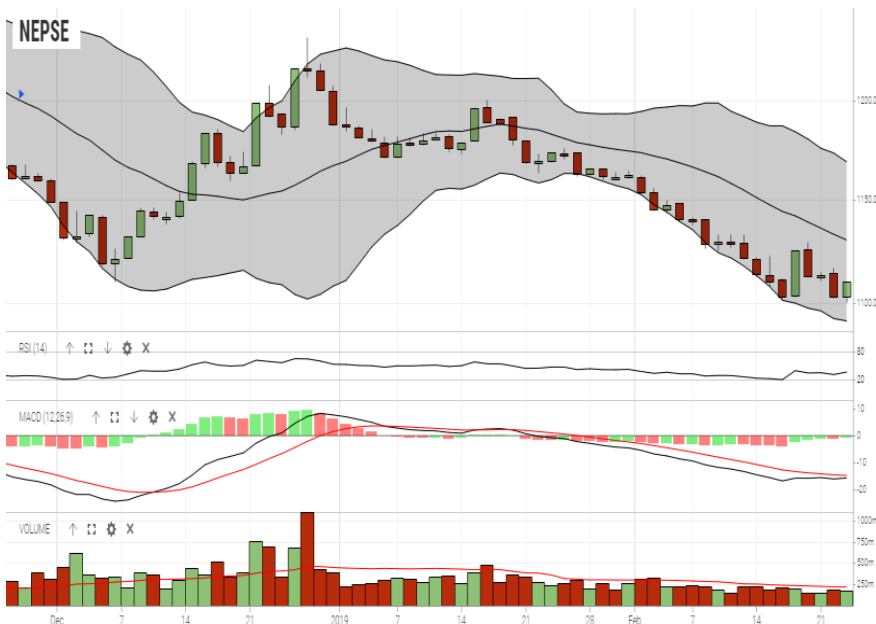 NEPSE
1200.0
1150.0
1100.0
RSI (14)
80
20
MACD (12,26,9)
10
0
-10
-20
VOLUME
1000m
750m
500m
250m
Dec 7 14 21 2019 7 14 21 28 Feb 7 14 21